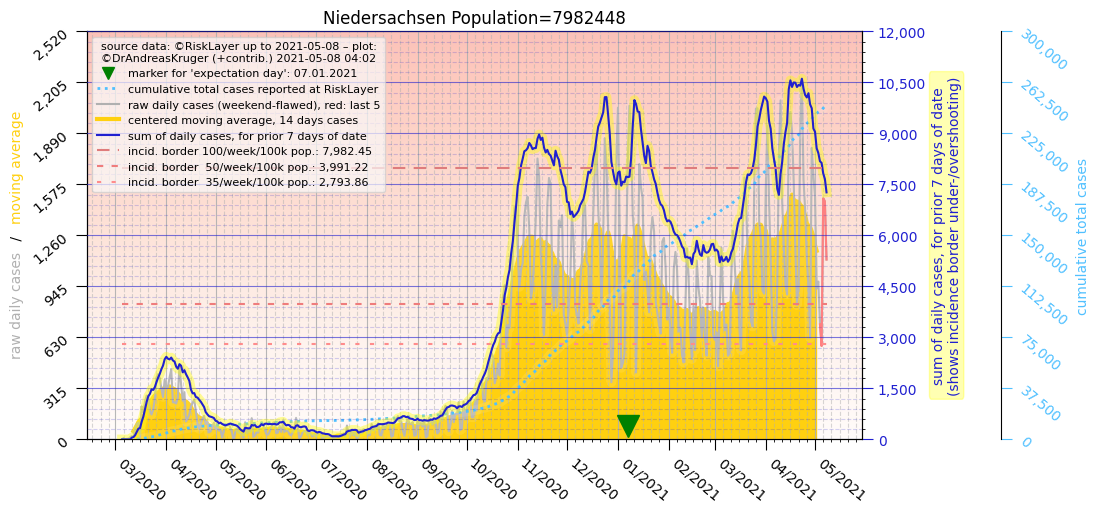 Niedersachsen Population=7982448
source data: ©RiskLayer up to 2021-05-08 – plot:
©DrAndreasKruger (+contrib.) 2021-05-08 04:02
marker for 'expectation day': 07.01.2021
cumulative total cases reported at RiskLayer
raw daily cases (weekend-flawed), red: last 5
centered moving average, 14 days cases
sum of daily cases, for prior 7 days of date
incid. border 100/week/100k pop.: 7,982.45
incid. border  50/week/100k pop.: 3,991.22
incid. border  35/week/100k pop.: 2,793.86
raw daily cases  /  moving average
2,520
2,205
1,890
1,575
1,260
945
630
315
0
03/2020
04/2020
05/2020
06/2020
07/2020
08/2020
09/2020
10/2020
11/2020
12/2020
01/2021
02/2021
03/2021
04/2021
05/2021
12,000
10,500
9,000
7,500
6,000
4,500
3,000
1,500
0
sum of daily cases, for prior 7 days of date
(shows incidence border under-/overshooting)
300,000
262,500
225,000
187,500
150,000
112,500
75,000
37,500
0
cumulative total cases